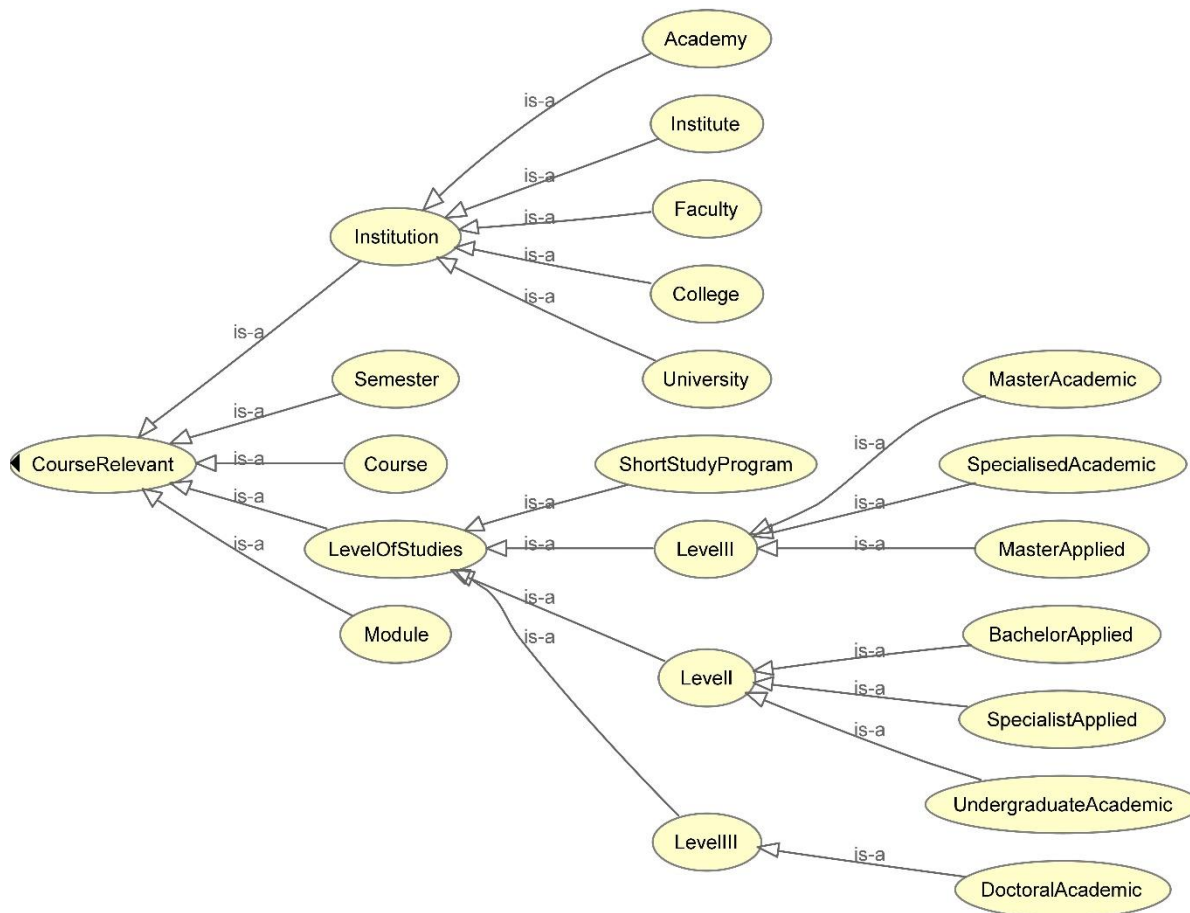 Academy
is-a
Institute
is-a
Faculty
is-a
Institution
is-a
College
is-a
is-a
University
Semester
MasterAcademic
is-a
is-a
CourseRelevant
is-a
Course
ShortStudyProgram
is-a
SpecialisedAcademic
is-a
is-a
is-a
LevelOfStudies
is-a
LevelII
is-a
MasterApplied
is-a
is-a
Module
is-a
is-a
BachelorApplied
LevelI
is-a
SpecialistApplied
is-a
UndergraduateAcademic
LevelIII
is-a
DoctoralAcademic